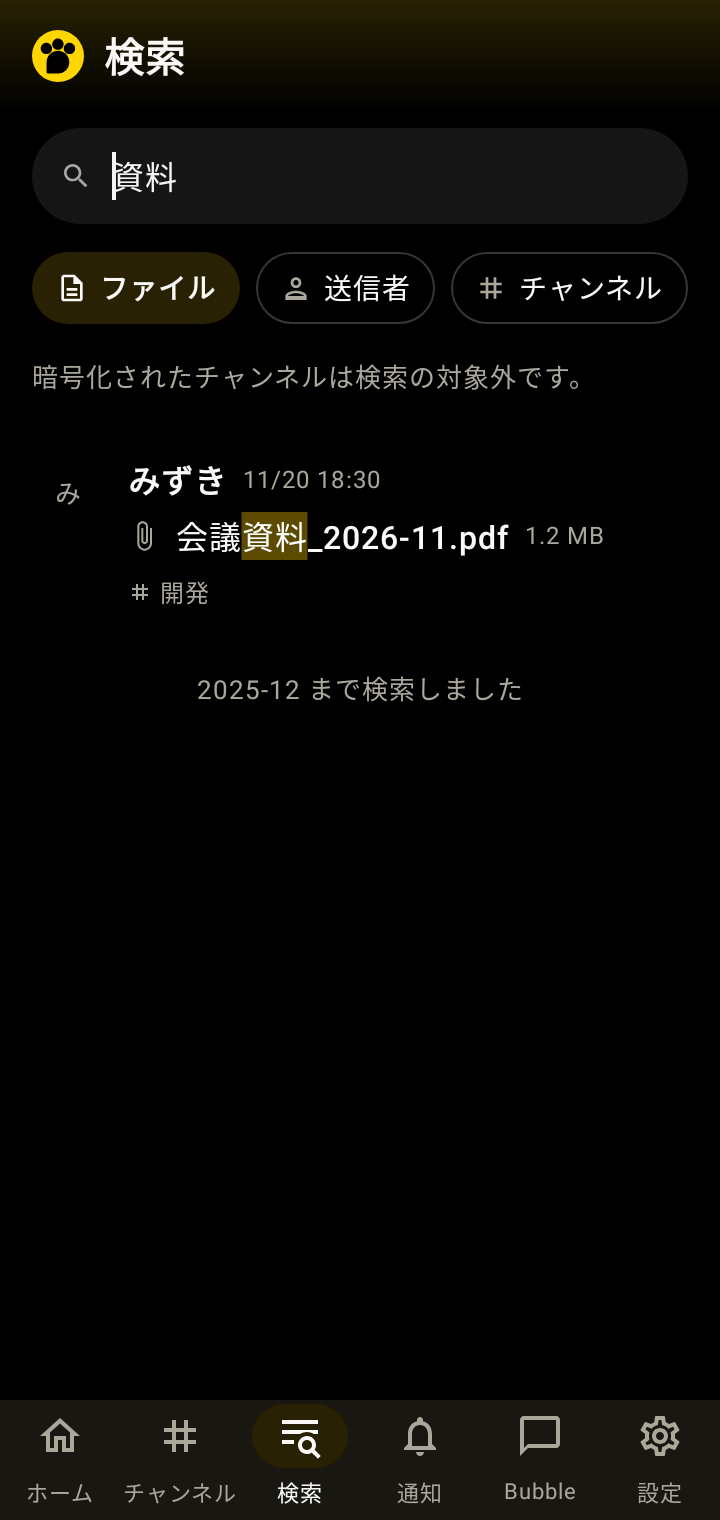 検索
資料
ファイル 送信者 # チャンネル
暗号化されたチャンネルは検索の対象外です。
み
みずき 11/20 18:30
会議資料_2026-11.pdf 1.2 MB
# 開発
2025-12 まで検索しました
ホーム チャンネル 検索 通知 Bubble 設定